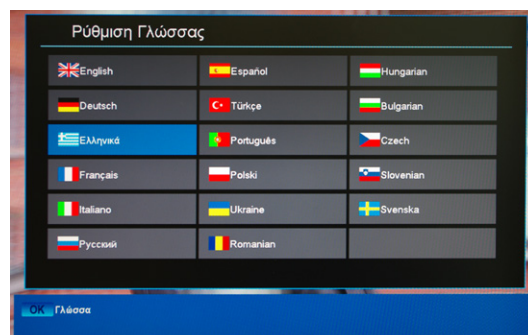 Ρύθμιση Γλώσσας
English Español Hungarian
Deutsch Türkçe Bulgarian
Ελληνικά Português Czech
Français Polski Slovenian
Italiano Ukraine Svenska
Русский Romanian
OK Γλώσσα